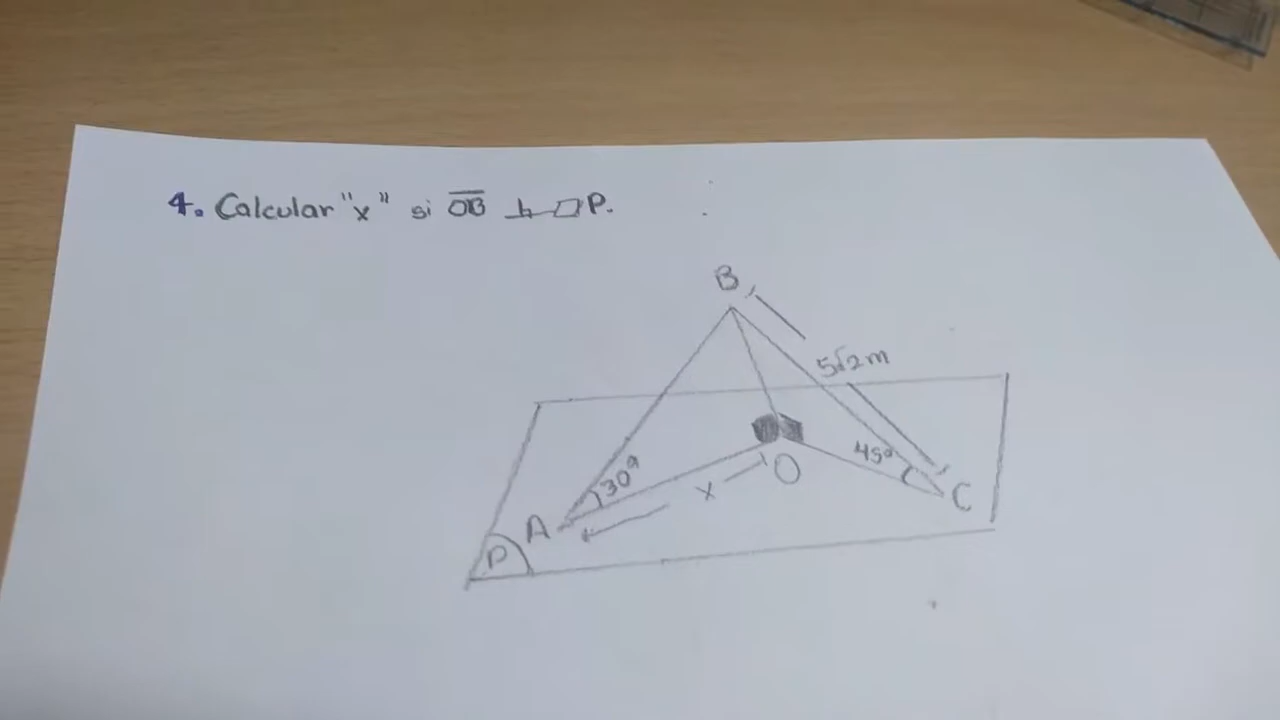 4. Calcular "x" si OB ⊥ ▱P.
B
5√2m
30°
45°
A
x
O
C
P